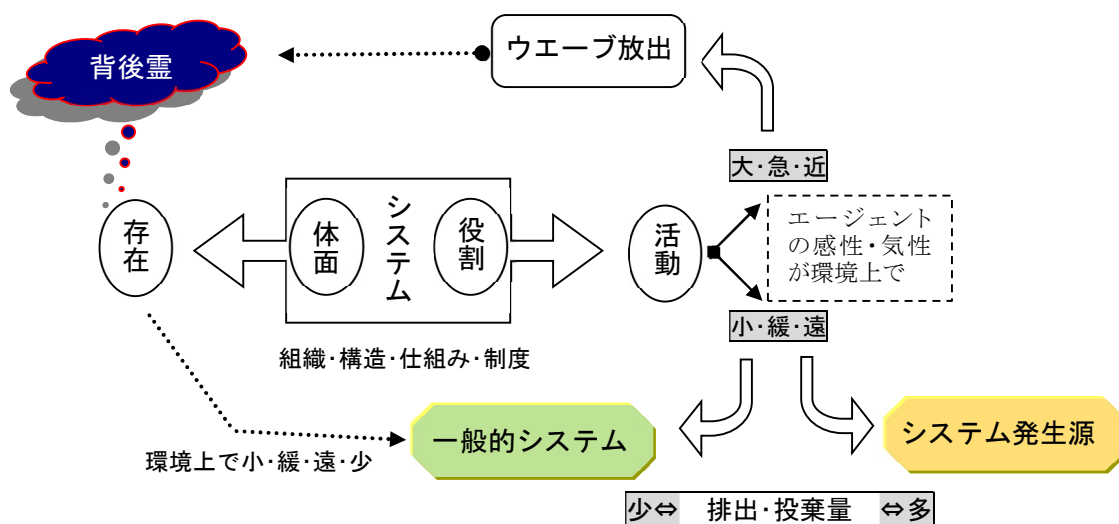 背後霊
ウエーブ放出
大・急・近
存在
体面
システム
役割
活動
エージェント
の感性・気性
が環境上で
小・緩・遠
組織・構造・仕組み・制度
一般的システム
システム発生源
環境上で小・緩・遠・少
少⇔ 排出・投棄量 ⇔多